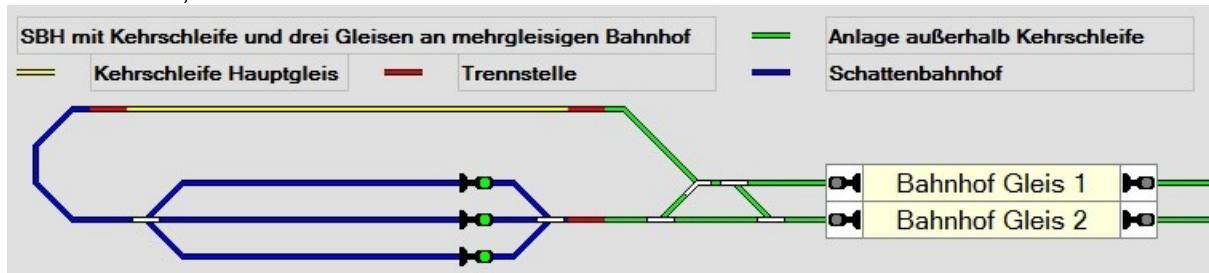 SBH mit Kehrschleife und drei Gleisen an mehrgleisigen Bahnhof
Anlage außerhalb Kehrschleife
Kehrschleife Hauptgleis
Trennstelle
Schattenbahnhof
Bahnhof Gleis 1
Bahnhof Gleis 2